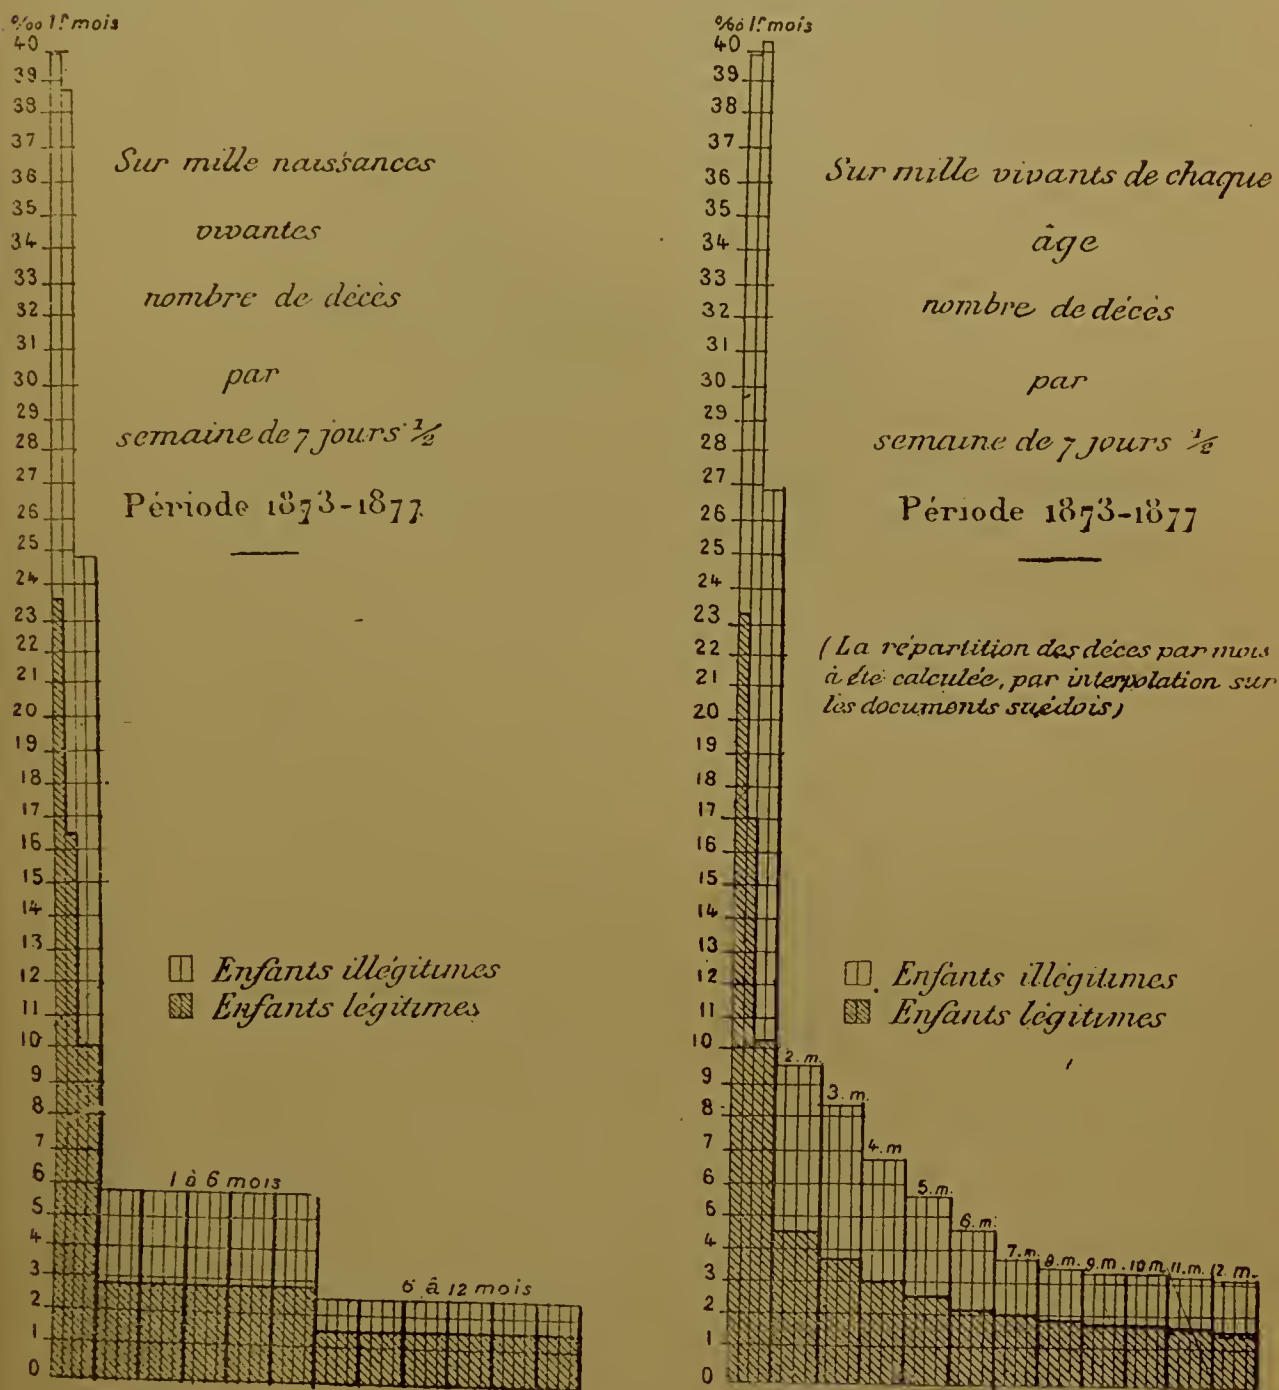 ‰ 1.r mois
40
39
38
37
36
35
34
33
32
31
30
29
28
27
26
25
24
23
22
21
20
19
18
17
16
15
14
13
12
11
10
9
8
7
6
5
4
3
2
1
0
Sur mille naissances
vivantes
nombre de décès
par
semaine de 7 jours ½
Période 1873-1877
Enfants illégitimes
Enfants légitimes
1 à 6 mois
6 à 12 mois
‰ 1.r mois
40
39
38
37
36
35
34
33
32
31
30
29
28
27
26
25
24
23
22
21
20
19
18
17
16
15
14
13
12
11
10
9
8
7
6
5
4
3
2
1
0
Sur mille vivants de chaque
âge
nombre de décès
par
semaine de 7 jours ½
Période 1873-1877
(La répartition des décès par mois
à été calculée, par interpolation sur
les documents suédois)
Enfants illégitimes
Enfants légitimes
2. m.
3. m.
4. m
5. m.
6. m.
7. m.
8. m. 9. m. 10 m. 11. m. 12. m.